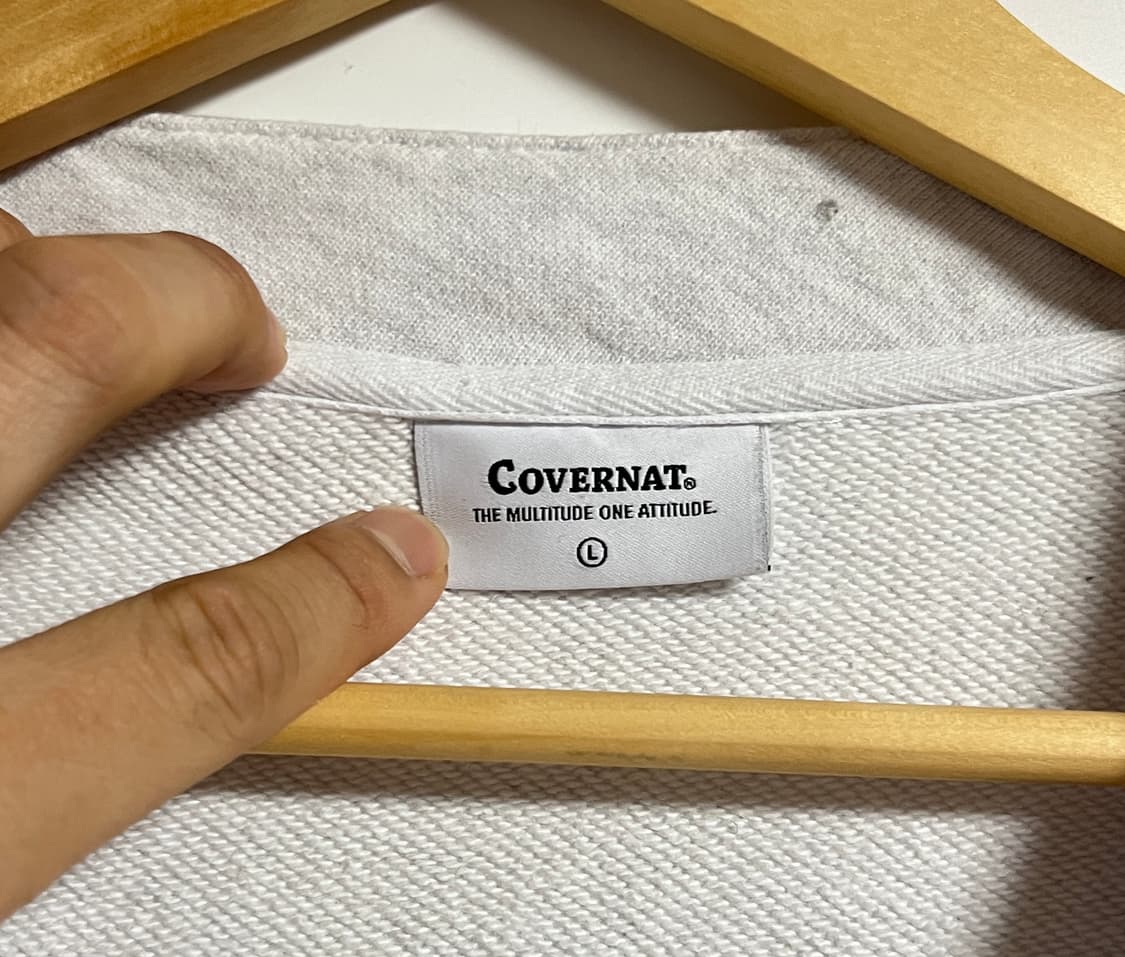 COVERNAT®
THE MULTITUDE ONE ATTITUDE.
L